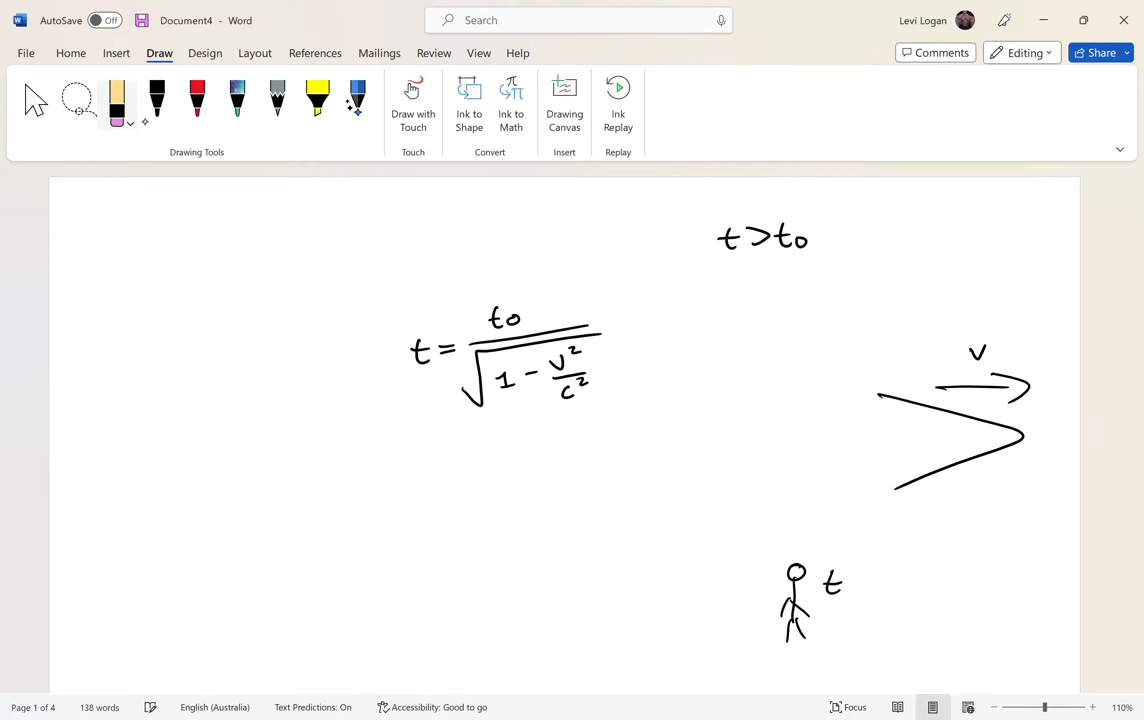 AutoSave Off Document4 - Word Search Levi Logan
File Home Insert Draw Design Layout References Mailings Review View Help Comments Editing Share
Draw with Touch
Ink to Shape
Ink to Math
Drawing Canvas
Ink Replay
Drawing Tools Touch Convert Insert Replay
t > t₀
t = t₀ / √(1 - v²/c²)
v
t
Page 1 of 4 138 words English (Australia) Text Predictions: On Accessibility: Good to go Focus 110%